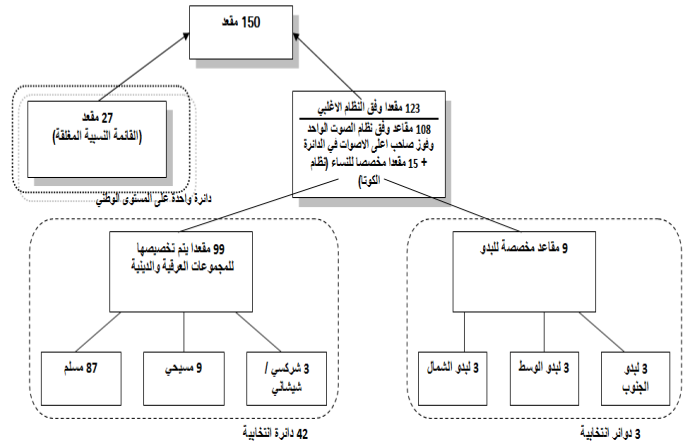 150 مقعد
27 مقعد
(القائمة النسبية المغلقة)
دائرة واحدة على المستوى الوطني
123 مقعدا وفق النظام الاغلبي
108 مقاعد وفق نظام الصوت الواحد
وفوز صاحب اعلى الاصوات في الدائرة
+ 15 مقعدا مخصصا للنساء (نظام
الكوتا)
9 مقاعد مخصصة للبدو
3 لبدو
الجنوب
3 لبدو الوسط
3 لبدو الشمال
3 دوائر انتخابية
99 مقعدا يتم تخصيصها
للمجموعات العرقية والدينية
3 شركسي /
شيشاني
9 مسيحي
87 مسلم
42 دائرة انتخابية